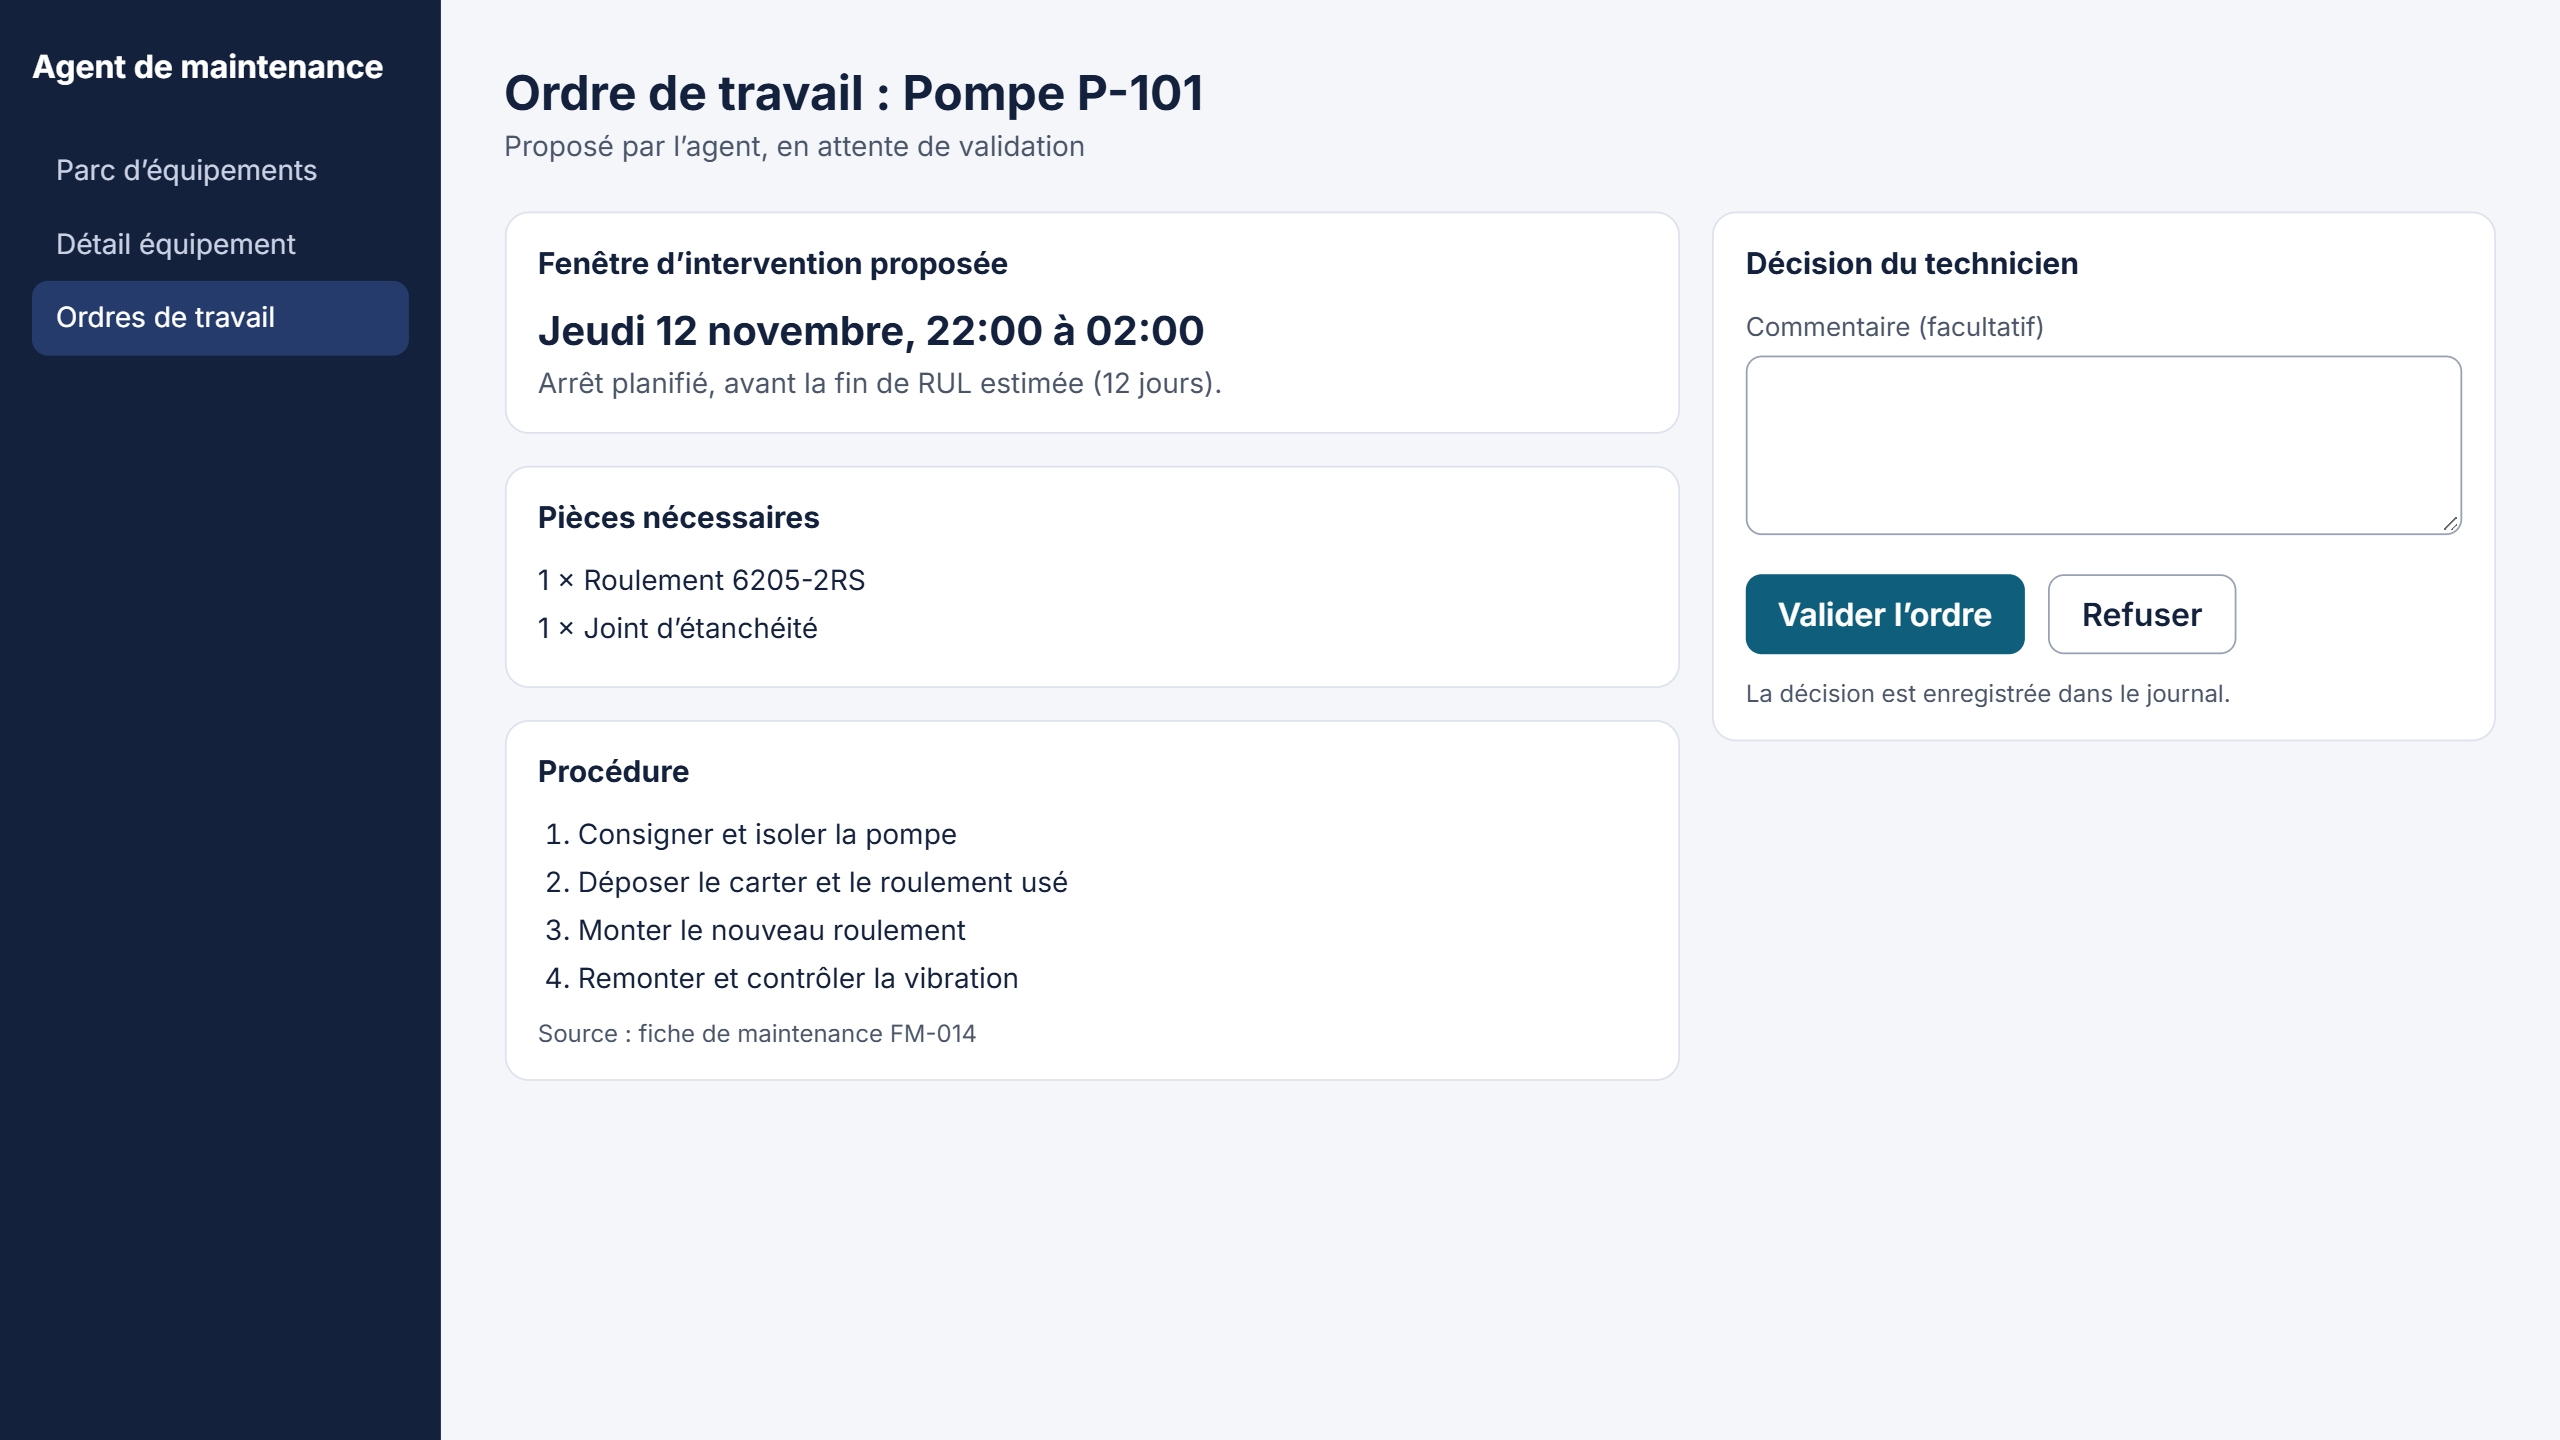 Agent de maintenance
Parc d’équipements
Détail équipement
Ordres de travail
Ordre de travail : Pompe P-101
Proposé par l’agent, en attente de validation
Fenêtre d’intervention proposée
Jeudi 12 novembre, 22:00 à 02:00
Arrêt planifié, avant la fin de RUL estimée (12 jours).
Pièces nécessaires
1 × Roulement 6205-2RS
1 × Joint d’étanchéité
Procédure
1. Consigner et isoler la pompe
2. Déposer le carter et le roulement usé
3. Monter le nouveau roulement
4. Remonter et contrôler la vibration
Source : fiche de maintenance FM-014
Décision du technicien
Commentaire (facultatif)
Valider l’ordre
Refuser
La décision est enregistrée dans le journal.